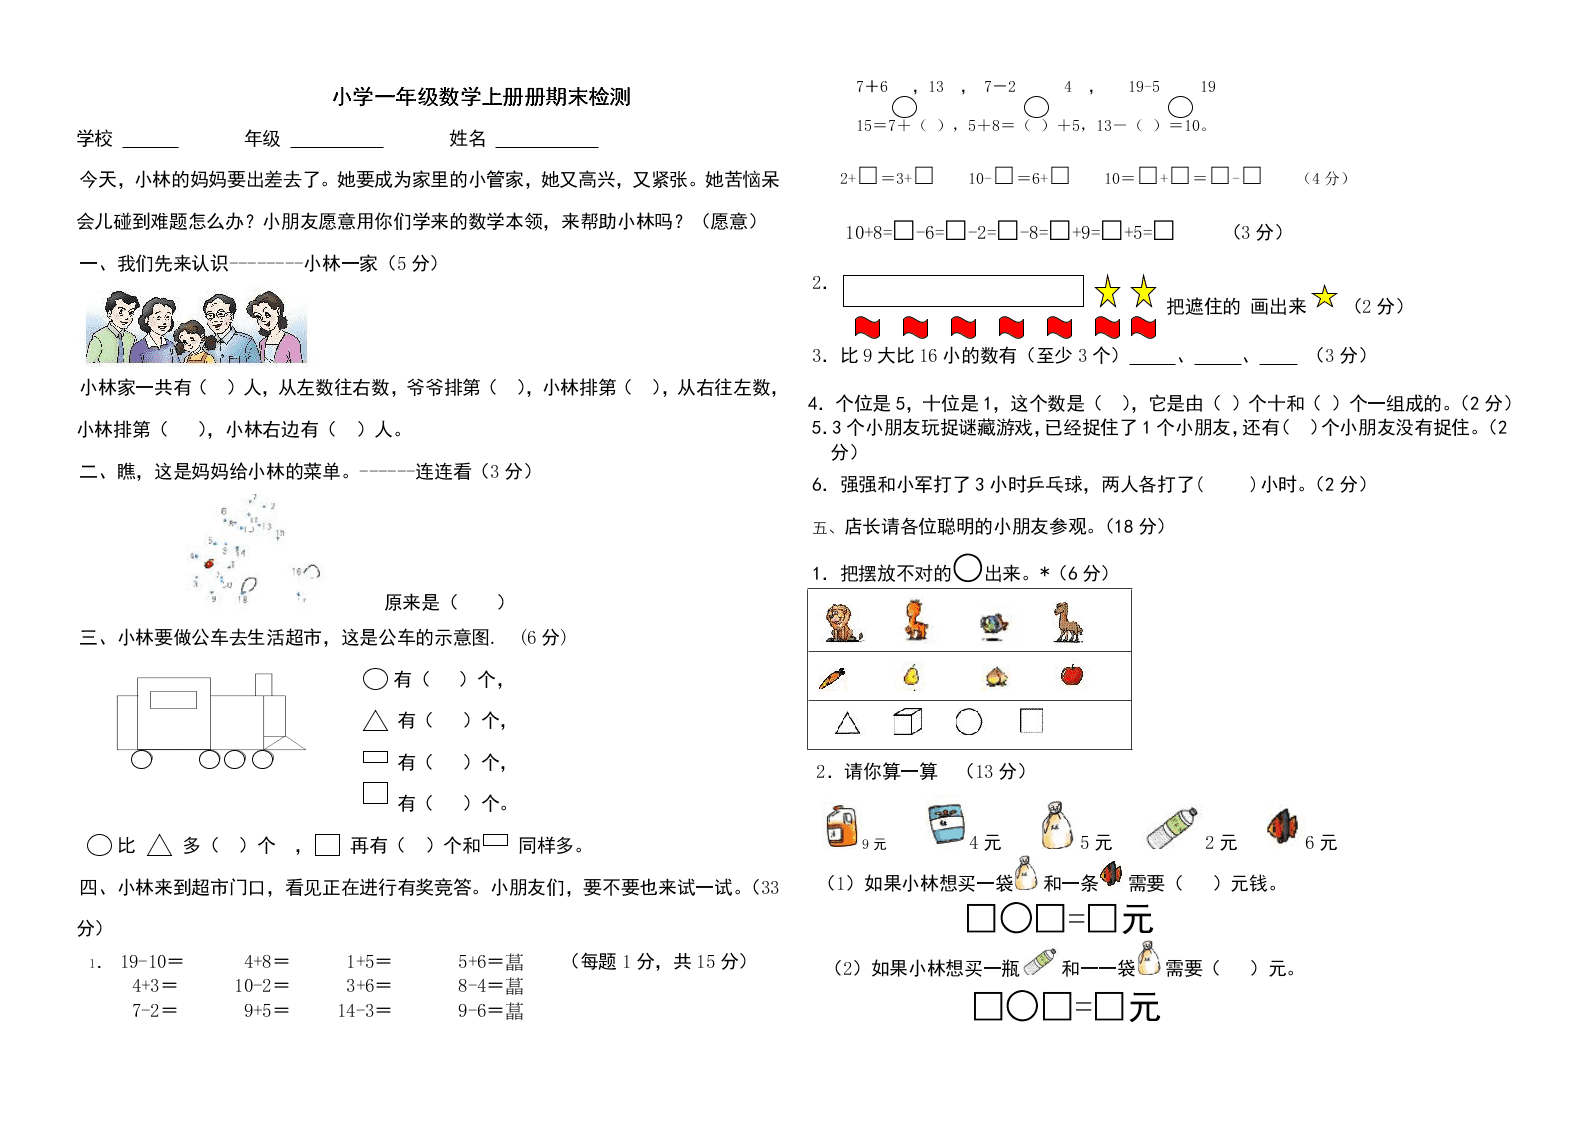 小学一年级数学上册册期末检测
学校 ______ 年级 __________ 姓名 ___________
今天，小林的妈妈要出差去了。她要成为家里的小管家，她又高兴，又紧张。她苦恼呆
会儿碰到难题怎么办？小朋友愿意用你们学来的数学本领，来帮助小林吗？（愿意）
一、我们先来认识--------小林一家（5 分）
小林家一共有（ ）人，从左数往右数，爷爷排第（ ），小林排第（ ），从右往左数，
小林排第（ ），小林右边有（ ）人。
二、瞧，这是妈妈给小林的菜单。------连连看（3 分）
原来是（ ）
三、小林要做公车去生活超市，这是公车的示意图. （6 分）
○有（ ）个，
△ 有（ ）个，
▭ 有（ ）个，
□ 有（ ）个。
○比 △ 多（ ）个 ，□ 再有（ ）个和▭ 同样多。
四、小林来到超市门口，看见正在进行有奖竞答。小朋友们，要不要也来试一试。（33
分）
1． 19-10＝ 4+8＝ 1+5＝ 5+6＝ （每题 1 分，共 15 分）
4+3＝ 10-2＝ 3+6＝ 8-4＝
7-2＝ 9+5＝ 14-3＝ 9-6＝
7＋6 ○ ，13 ， 7－2 ○ 4 ， 19-5 ○ 19
15＝7＋（ ），5＋8＝（ ）＋5，13－（ ）＝10。
2+□＝3+□ 10-□＝6+□ 10＝□+□＝□-□ （4 分）
10+8=□-6=□-2=□-8=□+9=□+5=□ （3 分）
2． 把遮住的 画出来 （2 分）
3．比 9 大比 16 小的数有（至少 3 个）_____、_____、____ （3 分）
4．个位是 5，十位是 1，这个数是（ ），它是由（ ）个十和（ ）个一组成的。（2 分）
5.3 个小朋友玩捉谜藏游戏，已经捉住了 1 个小朋友，还有（ ）个小朋友没有捉住。（2
分）
6．强强和小军打了 3 小时乒乓球，两人各打了（ ）小时。（2 分）
五、店长请各位聪明的小朋友参观。（18 分）
1．把摆放不对的○出来。*（6 分）
2．请你算一算 （13 分）
9 元 4 元 5 元 2 元 6 元
（1）如果小林想买一袋 和一条 需要（ ）元钱。
□○□=□元
（2）如果小林想买一瓶 和一一袋 需要（ ）元。
□○□=□元